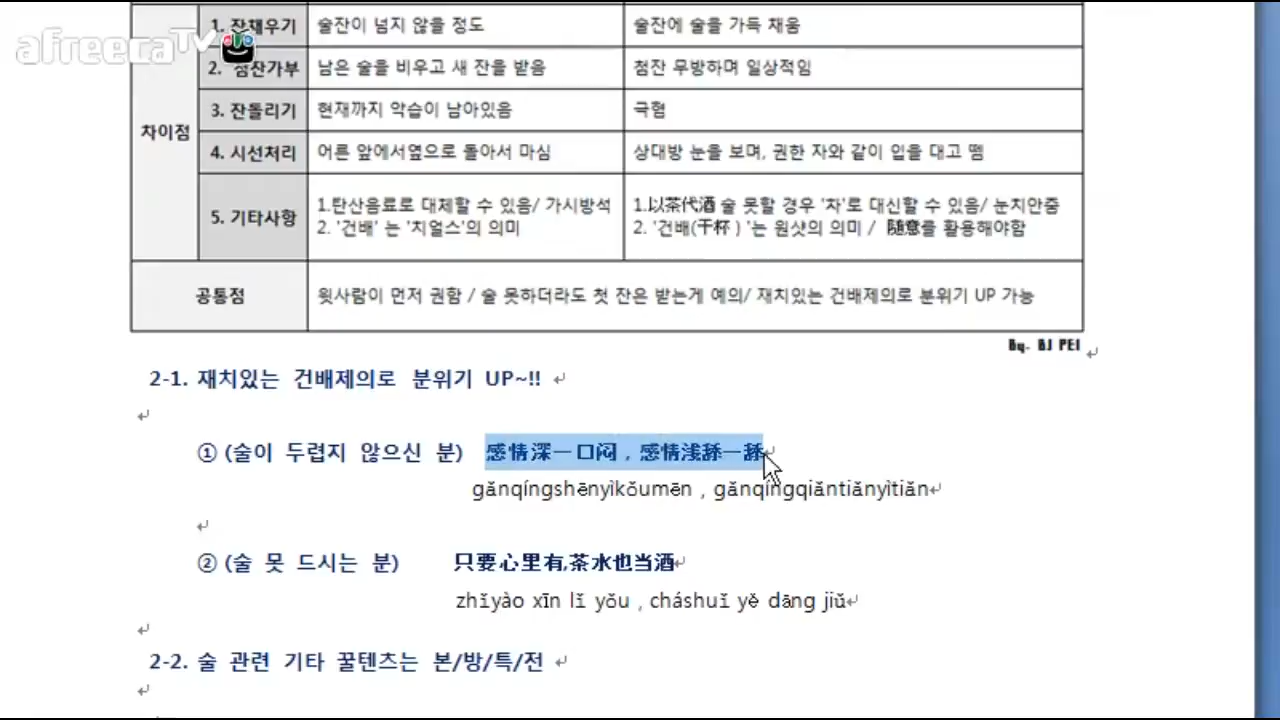 afreecaTV
1. 잔채우기 술잔이 넘지 않을 정도 술잔에 술을 가득 채움
2. 첨잔가부 남은 술을 비우고 새 잔을 받음 첨잔 무방하며 일상적임
3. 잔돌리기 현재까지 악습이 남아있음 극혐
차이점
4. 시선처리 어른 앞에서옆으로 돌아서 마심 상대방 눈을 보며, 권한 자와 같이 입을 대고 뗌
5. 기타사항
1.탄산음료로 대체할 수 있음/ 가시방석
2. '건배' 는 '치얼스'의 의미
1.以茶代酒 술 못할 경우 '차'로 대신할 수 있음/ 눈치안줌
2. '건배(干杯) '는 원샷의 의미 / 随意를 활용해야함
공통점 윗사람이 먼저 권함 / 술 못하더라도 첫 잔은 받는게 예의/ 재치있는 건배제의로 분위기 UP 가능
By. BJ PEI
2-1. 재치있는 건배제의로 분위기 UP~!!
① (술이 두렵지 않으신 분) 感情深一口闷，感情浅舔一舔
gǎnqíngshēnyìkǒumēn , gǎnqíngqiǎntiǎnyìtiǎn
② (술 못 드시는 분) 只要心里有,茶水也当酒
zhǐyào xīn lǐ yǒu , cháshuǐ yě dāng jiǔ
2-2. 술 관련 기타 꿀텐츠는 본/방/특/전